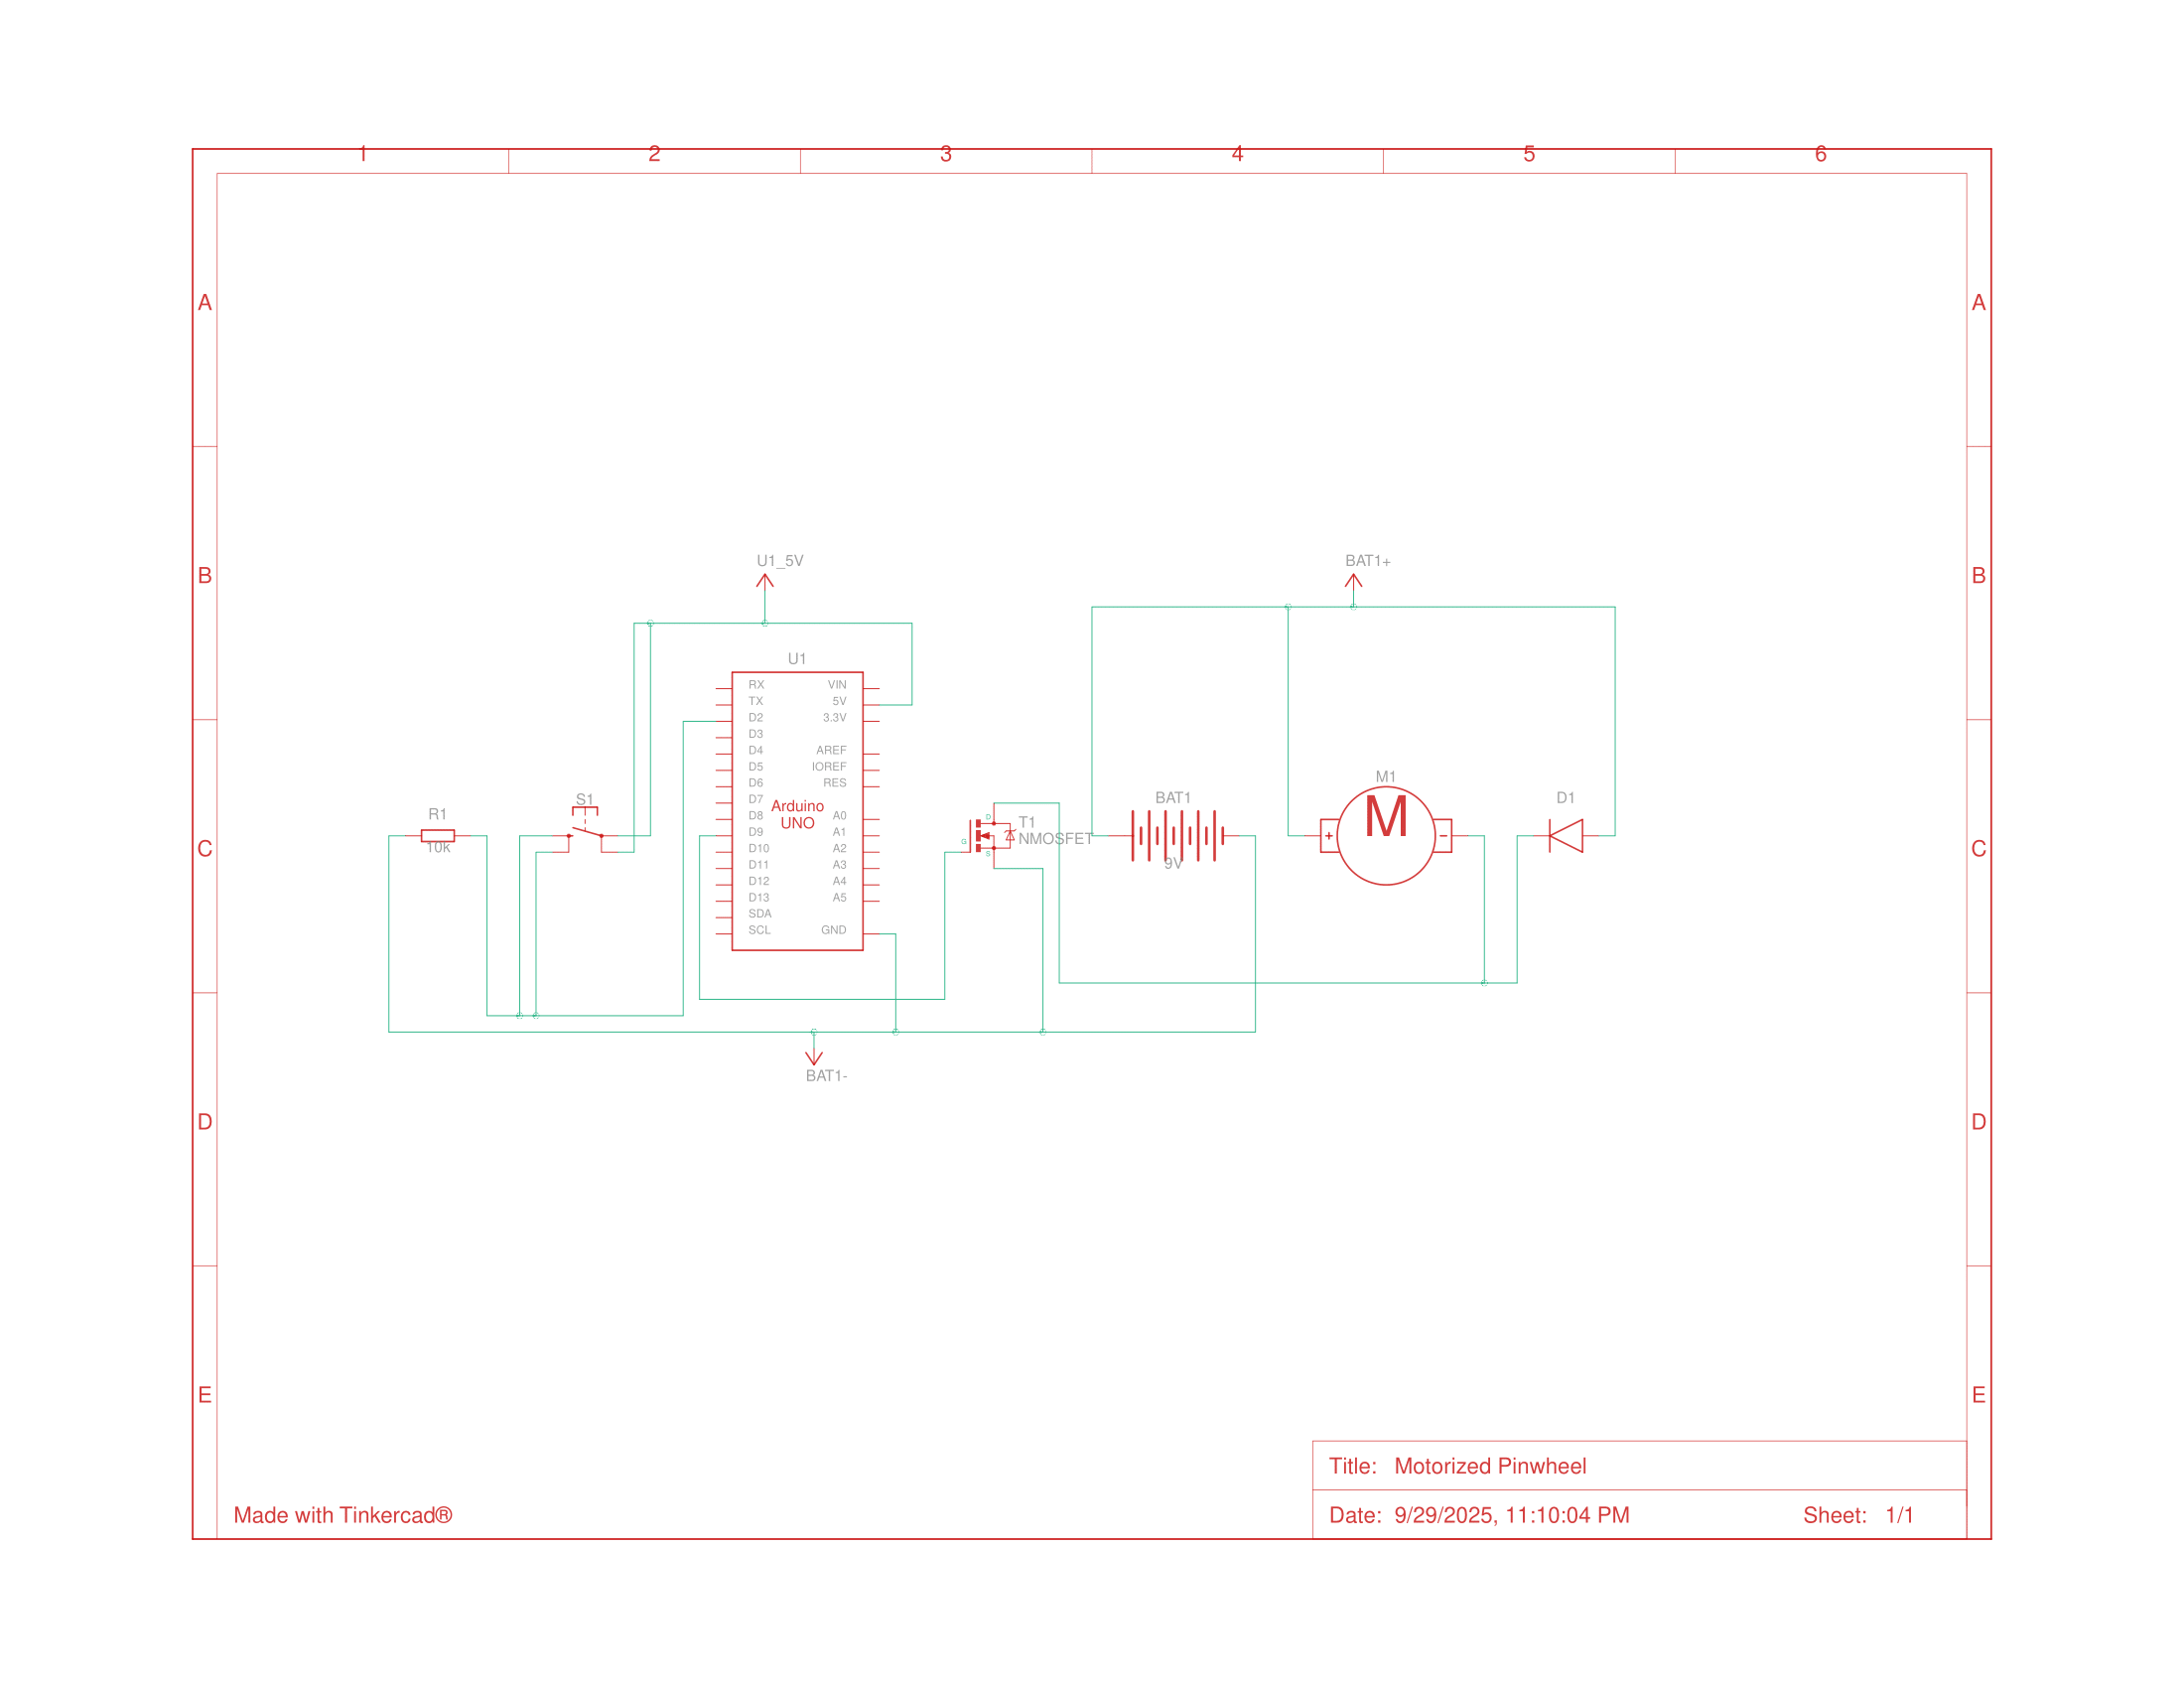 1 2 3 4 5 6
A A
U1_5V BAT1+
B B
U1
RX VIN
TX 5V
D2 3.3V
D3
D4 AREF
D5 IOREF
D6 RES
D7
Arduino
UNO
D8 A0
D9 A1
D10 A2
D11 A3
D12 A4
D13 A5
SDA
SCL GND
R1
10k
S1
D
G
S
T1
NMOSFET
BAT1
9V
M1
M
+ -
D1
C C
BAT1-
D D
E E
Title: Motorized Pinwheel
Made with Tinkercad®
Date: 9/29/2025, 11:10:04 PM Sheet: 1/1